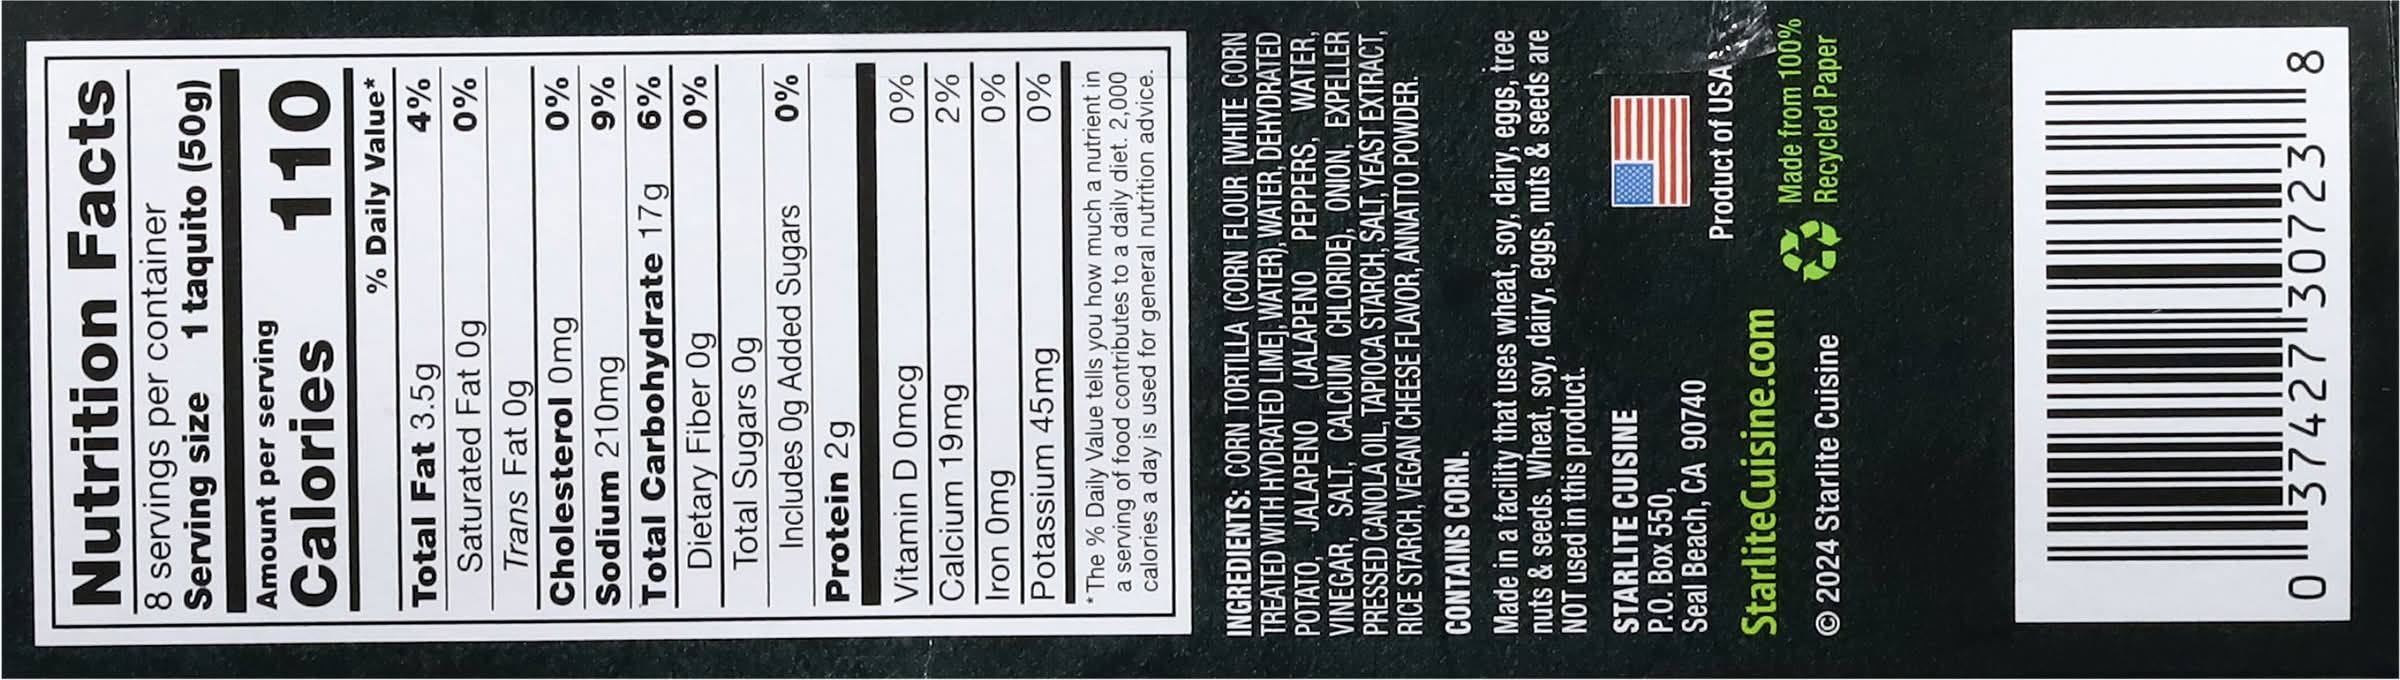 Nutrition Facts
8 servings per container
Serving size 1 taquito (50g)
Amount per serving
Calories 110
% Daily Value*
Total Fat 3.5g 4%
Saturated Fat 0g 0%
Trans Fat 0g
Cholesterol 0mg 0%
Sodium 210mg 9%
Total Carbohydrate 17g 6%
Dietary Fiber 0g 0%
Total Sugars 0g
Includes 0g Added Sugars 0%
Protein 2g
Vitamin D 0mcg 0%
Calcium 19mg 2%
Iron 0mg 0%
Potassium 45mg 0%
*The % Daily Value tells you how much a nutrient in
a serving of food contributes to a daily diet. 2,000
calories a day is used for general nutrition advice.
INGREDIENTS: CORN TORTILLA (CORN FLOUR [WHITE CORN
TREATED WITH HYDRATED LIME], WATER), WATER, DEHYDRATED
POTATO, JALAPENO (JALAPENO PEPPERS, WATER,
VINEGAR, SALT, CALCIUM CHLORIDE), ONION, EXPELLER
PRESSED CANOLA OIL, TAPIOCA STARCH, SALT, YEAST EXTRACT,
RICE STARCH, VEGAN CHEESE FLAVOR, ANNATTO POWDER.
CONTAINS CORN.
Made in a facility that uses wheat, soy, dairy, eggs, tree
nuts & seeds. Wheat, soy, dairy, eggs, nuts & seeds are
NOT used in this product.
STARLITE CUISINE
P.O. Box 550,
Seal Beach, CA 90740
Product of USA
StarliteCuisine.com
Made from 100%
Recycled Paper
© 2024 Starlite Cuisine
0 37427 30723 8